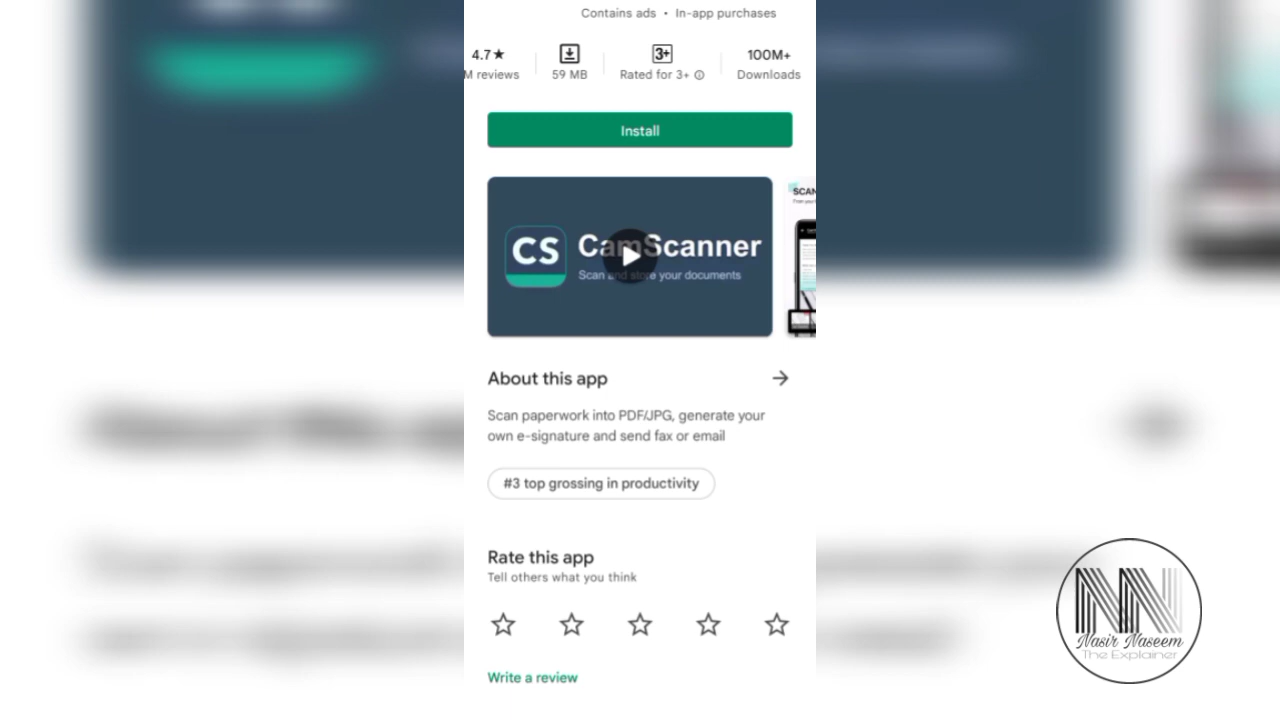 Contains ads • In-app purchases
4.7★
59 MB
3+
Rated for 3+
100M+
Downloads
M reviews
Install
CS
CamScanner
Scan and store your documents
SCAN
About this app
Scan paperwork into PDF/JPG, generate your
own e-signature and send fax or email
#3 top grossing in productivity
Rate this app
Tell others what you think
Write a review
NN
Nasir Naseem
The Explainer